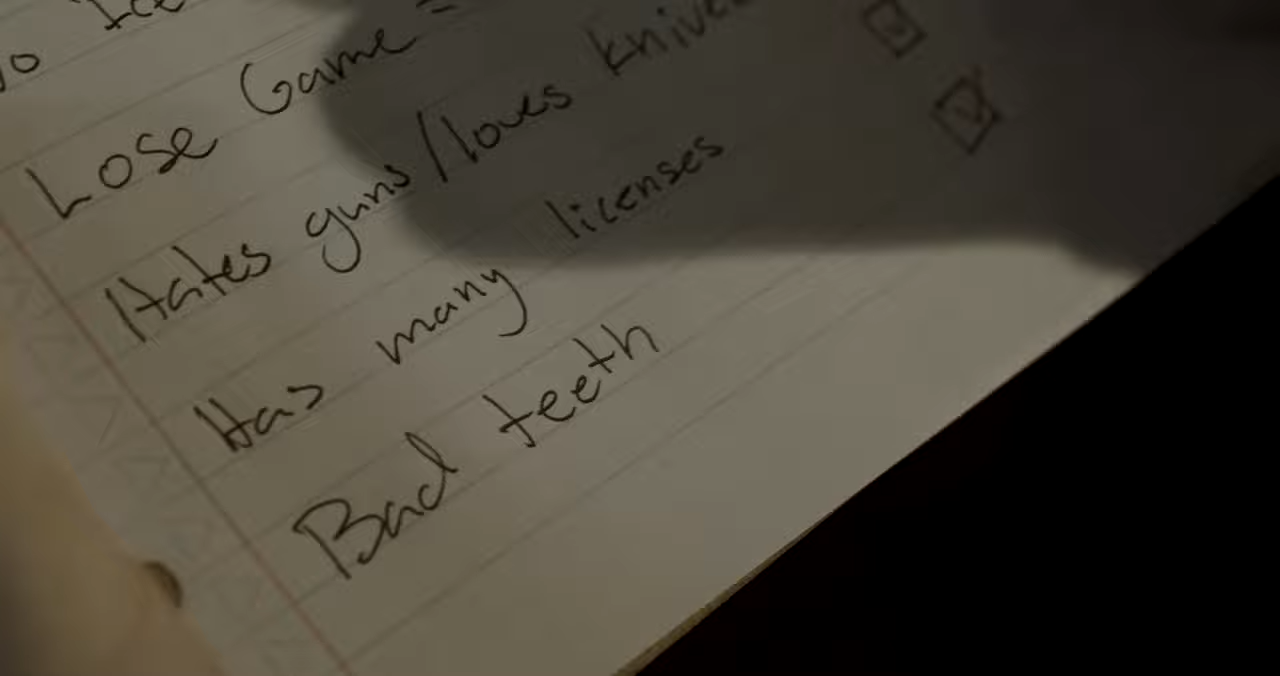 Lose Game =
Hates guns/loves knives
Has many licenses
Bad teeth